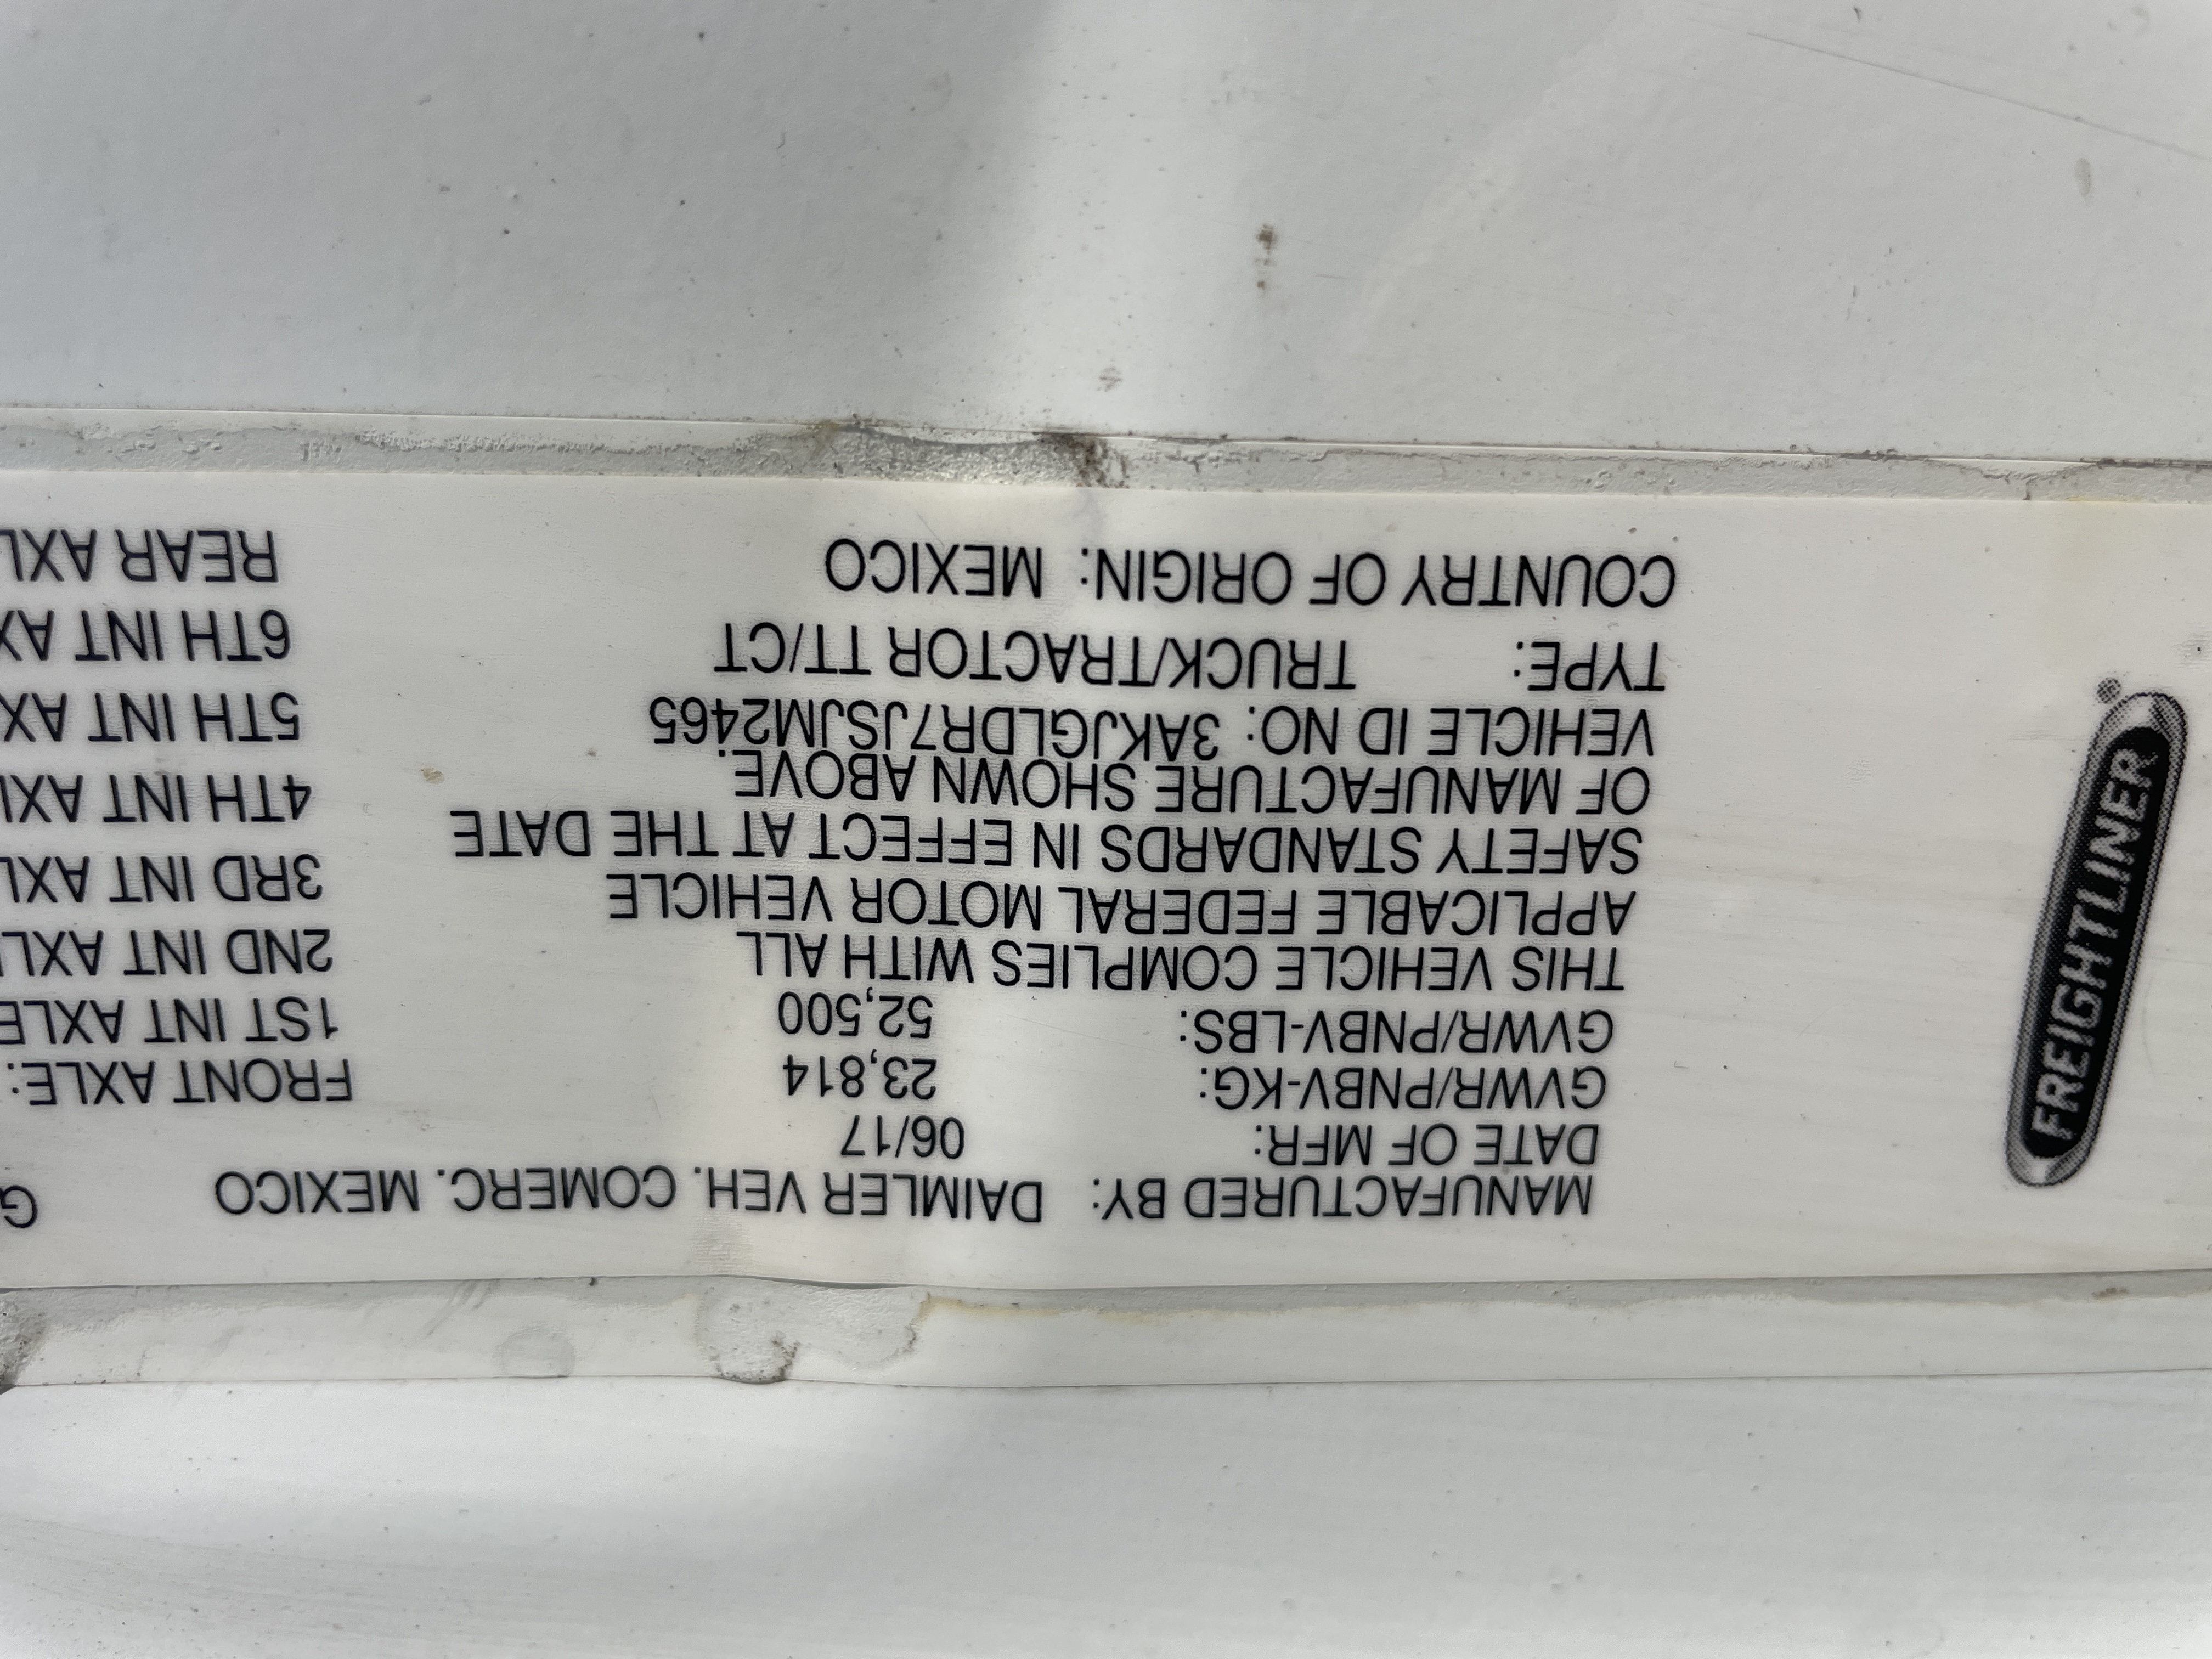 FREIGHTLINER
MANUFACTURED BY: DAIMLER VEH. COMERC. MEXICO
DATE OF MFR: 06/17
GVWR/PNBV-KG: 23,814
GVWR/PNBV-LBS: 52,500
THIS VEHICLE COMPLIES WITH ALL
APPLICABLE FEDERAL MOTOR VEHICLE
SAFETY STANDARDS IN EFFECT AT THE DATE
OF MANUFACTURE SHOWN ABOVE.
VEHICLE ID NO: 3AKJGLDR7JSJM2465
TYPE: TRUCK/TRACTOR TT/CT
COUNTRY OF ORIGIN: MEXICO
G
FRONT AXLE:
1ST INT AXLE
2ND INT AXL
3RD INT AXL
4TH INT AXL
5TH INT AX
6TH INT AX
REAR AXL